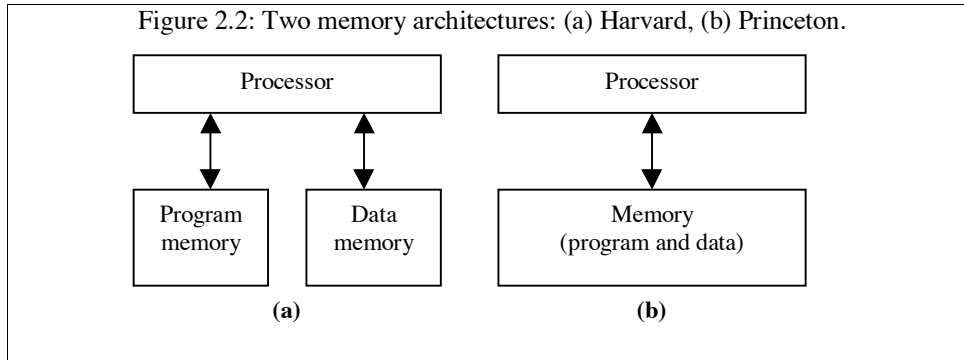 Figure 2.2: Two memory architectures: (a) Harvard, (b) Princeton.
Processor
Program
memory
Data
memory
(a)
Processor
Memory
(program and data)
(b)